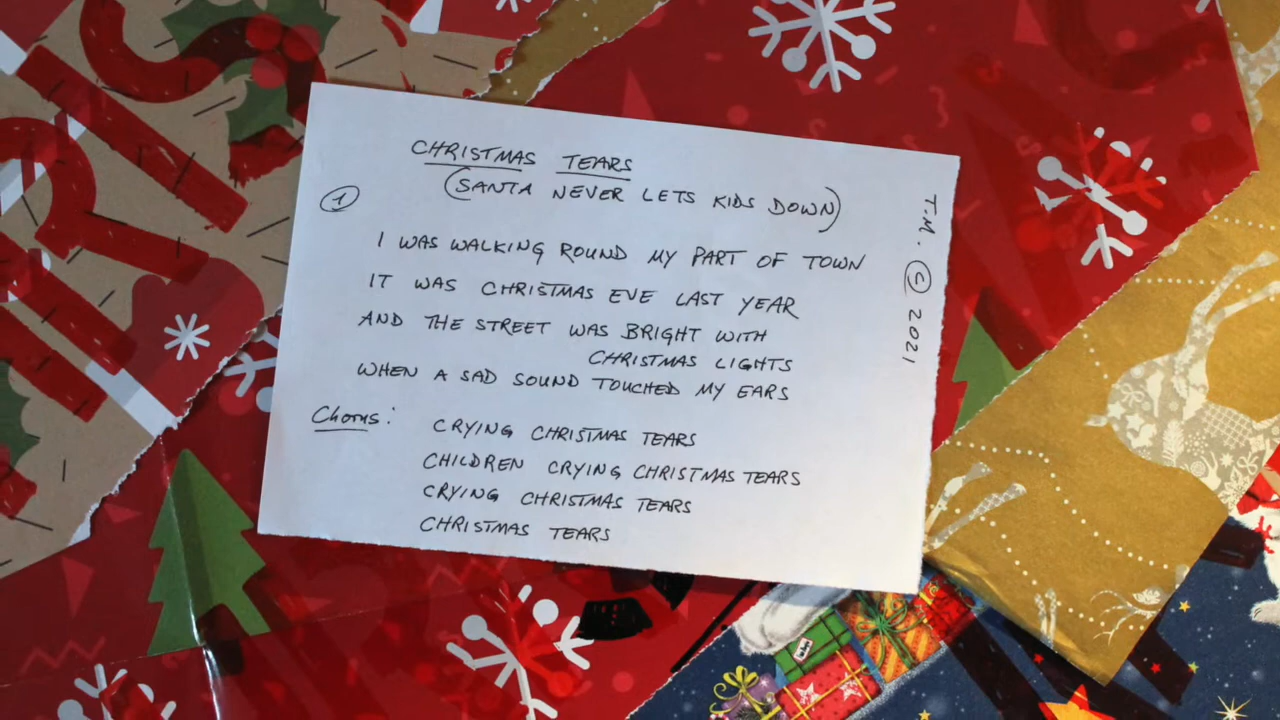 CHRISTMAS TEARS
(SANTA NEVER LETS KIDS DOWN)
T.M. © 2021
1
I WAS WALKING ROUND MY PART OF TOWN
IT WAS CHRISTMAS EVE LAST YEAR
AND THE STREET WAS BRIGHT WITH
CHRISTMAS LIGHTS
WHEN A SAD SOUND TOUCHED MY EARS
Chorus:
CRYING CHRISTMAS TEARS
CHILDREN CRYING CHRISTMAS TEARS
CRYING CHRISTMAS TEARS
CHRISTMAS TEARS